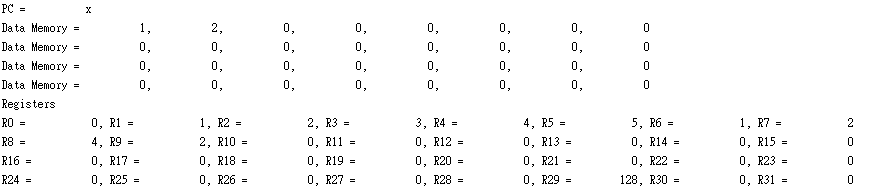 PC = x
Data Memory = 1, 2, 0, 0, 0, 0, 0, 0
Data Memory = 0, 0, 0, 0, 0, 0, 0, 0
Data Memory = 0, 0, 0, 0, 0, 0, 0, 0
Data Memory = 0, 0, 0, 0, 0, 0, 0, 0
Registers
R0 = 0, R1 = 1, R2 = 2, R3 = 3, R4 = 4, R5 = 5, R6 = 1, R7 = 2
R8 = 4, R9 = 2, R10 = 0, R11 = 0, R12 = 0, R13 = 0, R14 = 0, R15 = 0
R16 = 0, R17 = 0, R18 = 0, R19 = 0, R20 = 0, R21 = 0, R22 = 0, R23 = 0
R24 = 0, R25 = 0, R26 = 0, R27 = 0, R28 = 0, R29 = 128, R30 = 0, R31 = 0